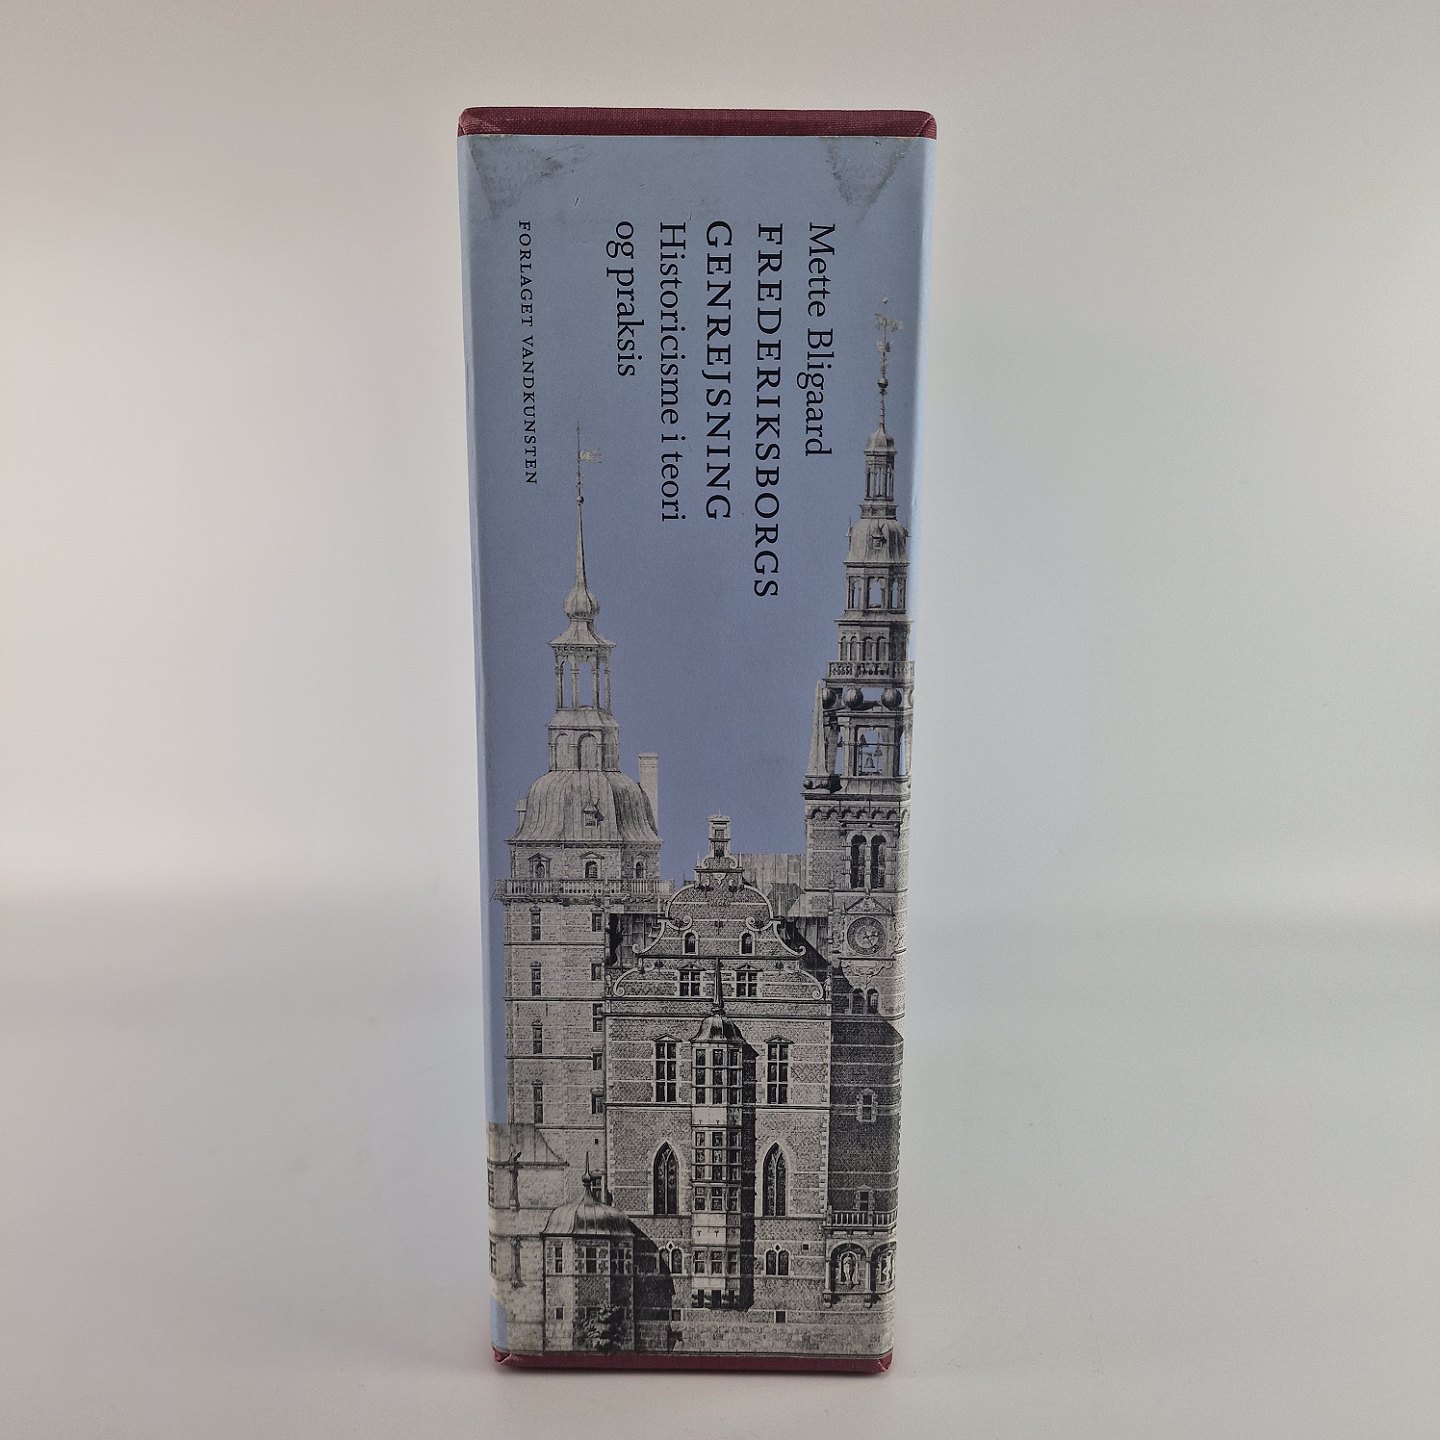 Mette Bligaard
FREDERIKSBORGS
GENREJSNING
Historicisme i teori
og praksis
FORLAGET VANDKUNSTEN